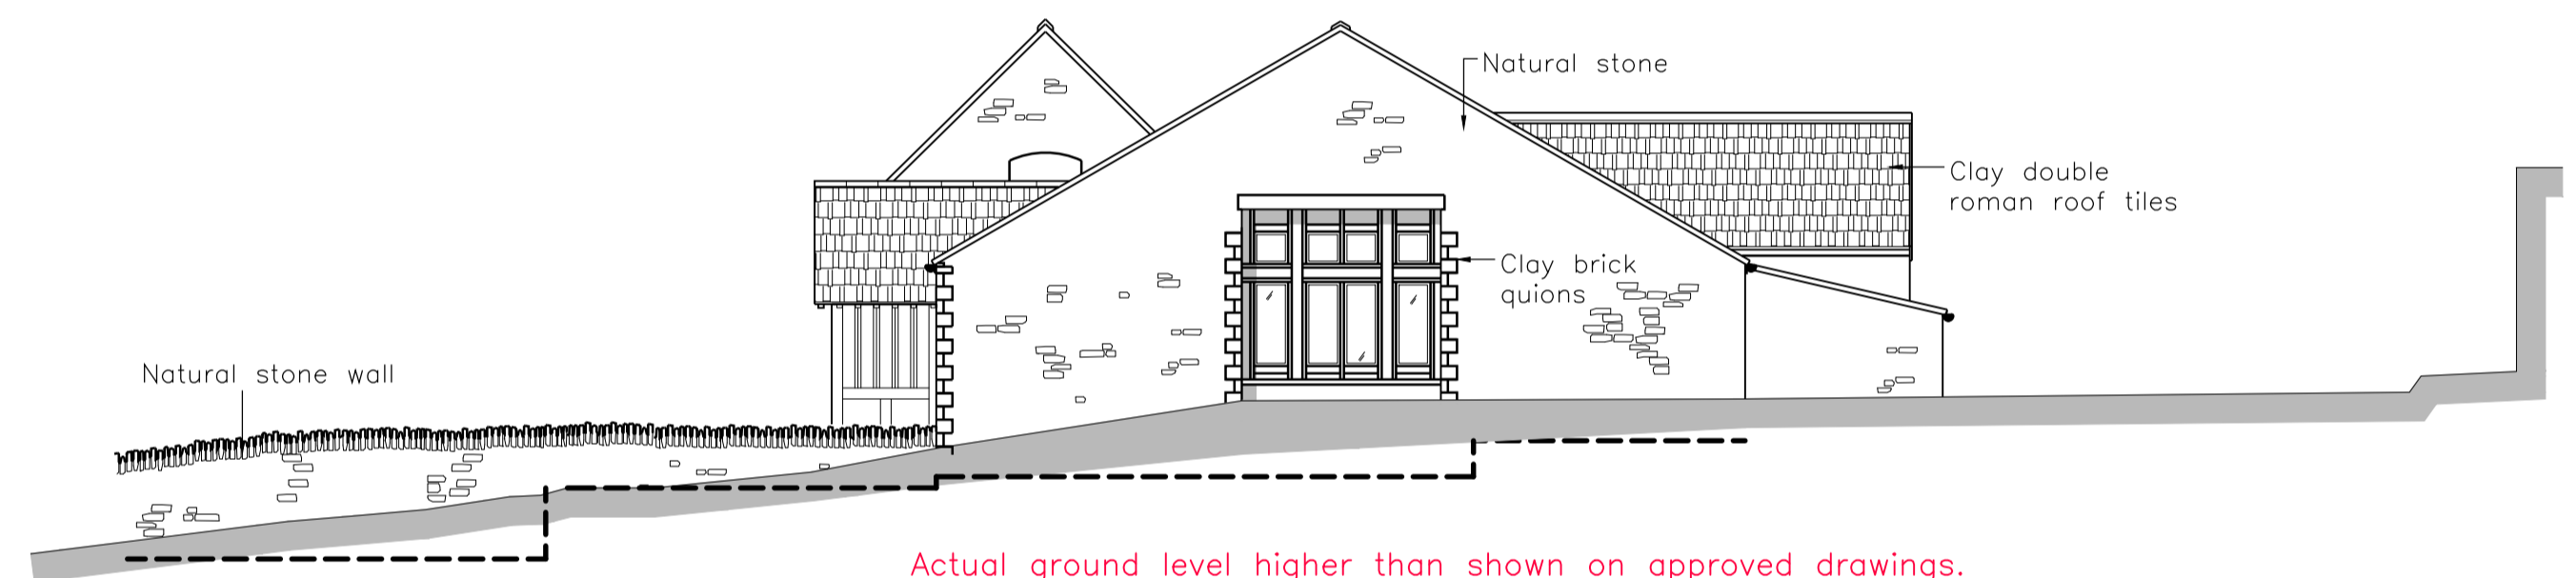 Natural stone
Clay double
roman roof tiles
Clay brick
quions
Natural stone wall
Actual ground level higher than shown on approved drawings.